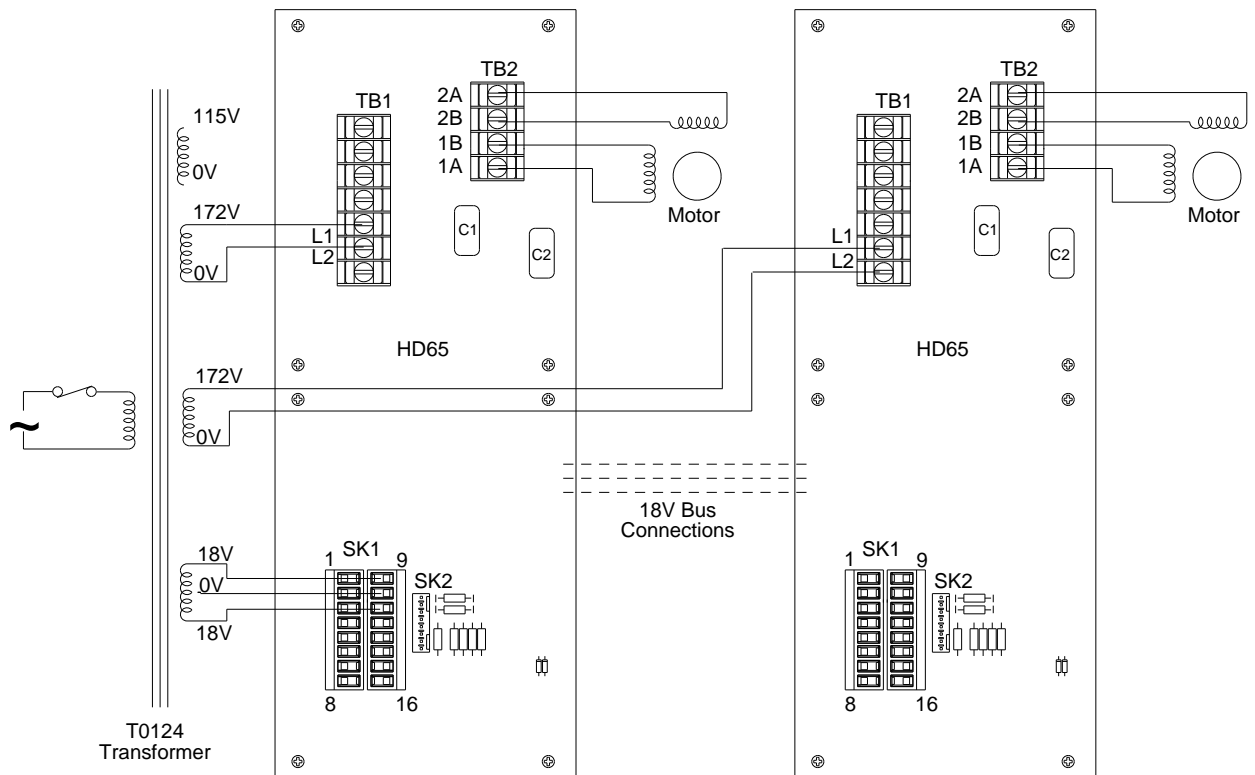 TB2
2A
2B
1B
1A
TB1
115V
0V
172V
L1
L2
0V
C1
C2
Motor
HD65
172V
0V
~
18V
0V
18V
1
SK1
9
SK2
8
16
T0124
Transformer
18V Bus
Connections
TB2
2A
2B
1B
1A
TB1
L1
L2
C1
C2
Motor
HD65
1
SK1
9
SK2
8
16